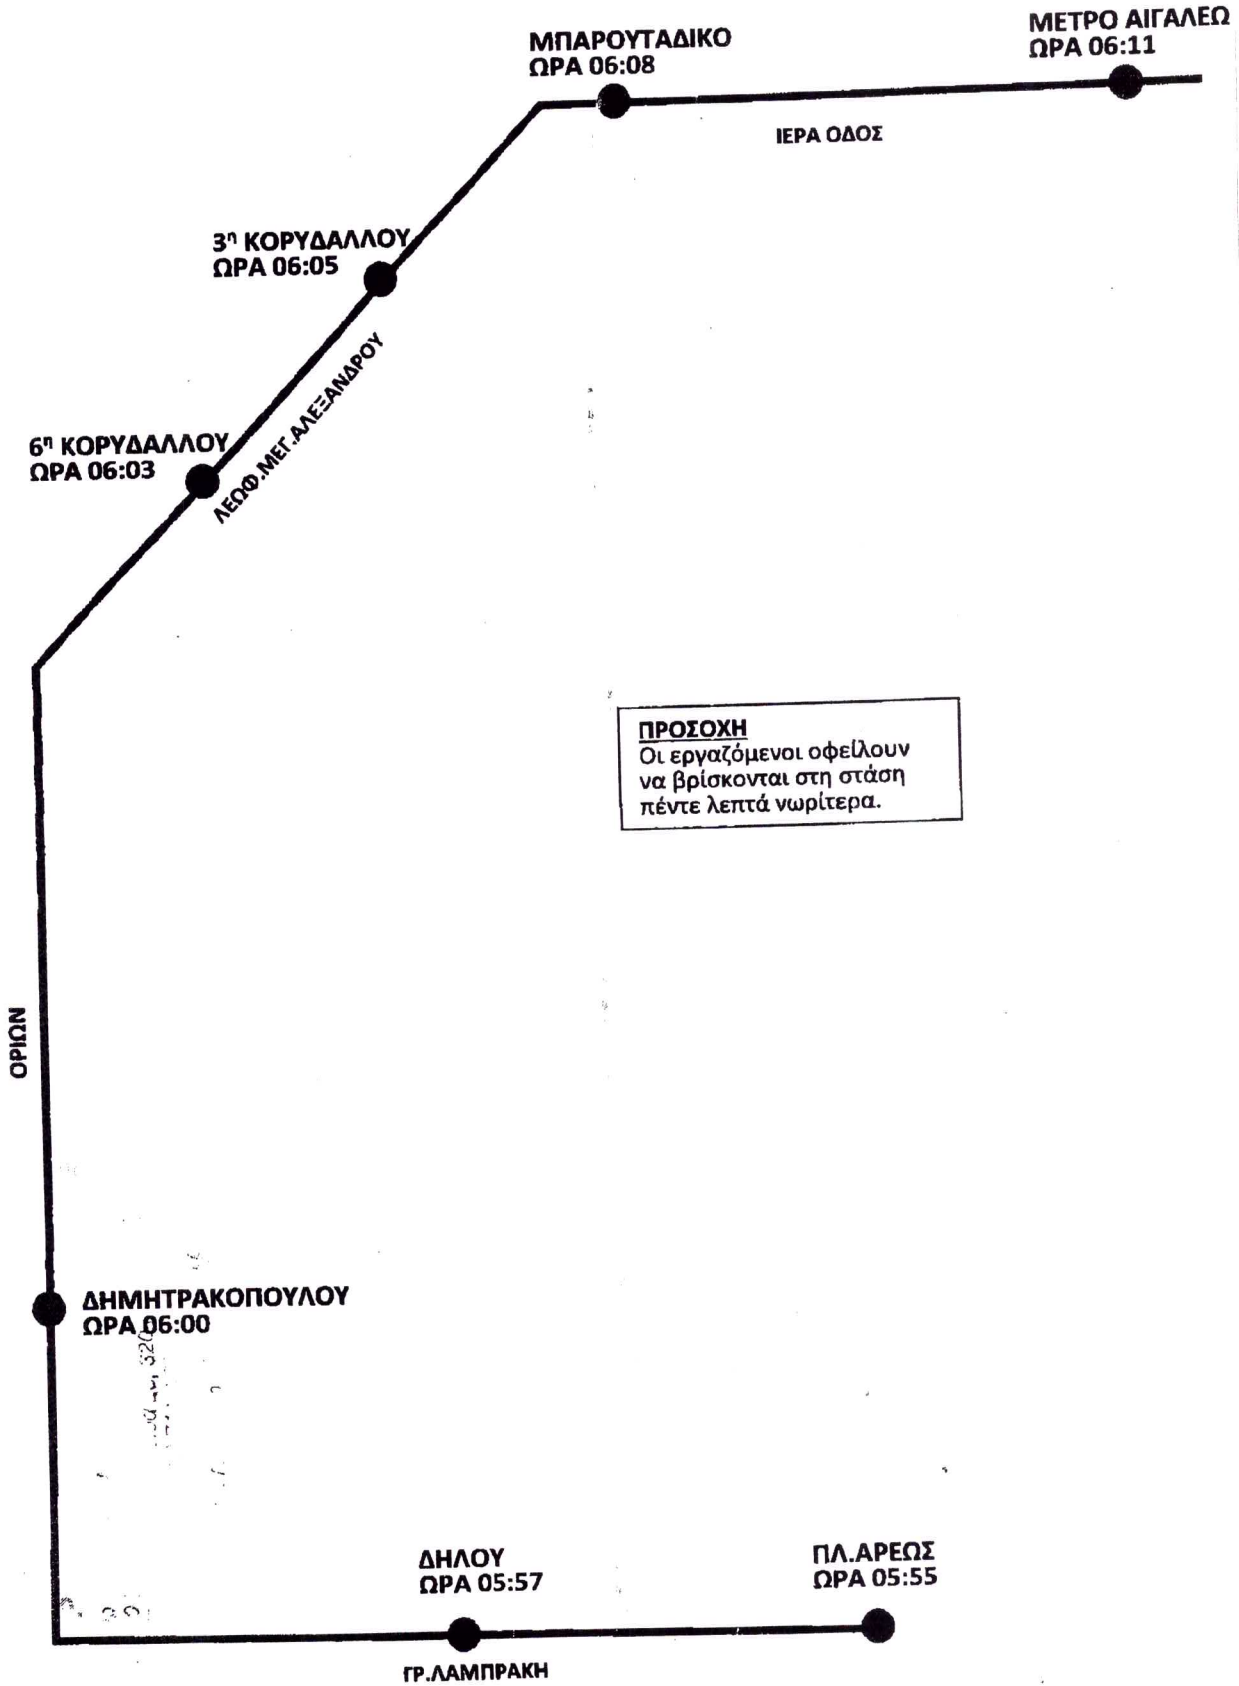 ΜΠΑΡΟΥΤΑΔΙΚΟ
ΩΡΑ 06:08
ΜΕΤΡΟ ΑΙΓΑΛΕΩ
ΩΡΑ 06:11
ΙΕΡΑ ΟΔΟΣ
3η ΚΟΡΥΔΑΛΛΟΥ
ΩΡΑ 06:05
ΛΕΩΦ.ΜΕΓ.ΑΛΕΞΑΝΔΡΟΥ
6η ΚΟΡΥΔΑΛΛΟΥ
ΩΡΑ 06:03
ΠΡΟΣΟΧΗ
Οι εργαζόμενοι οφείλουν
να βρίσκονται στη στάση
πέντε λεπτά νωρίτερα.
ΟΡΙΩΝ
ΔΗΜΗΤΡΑΚΟΠΟΥΛΟΥ
ΩΡΑ 06:00
ΔΗΛΟΥ
ΩΡΑ 05:57
ΠΛ.ΑΡΕΩΣ
ΩΡΑ 05:55
ΓΡ.ΛΑΜΠΡΑΚΗ